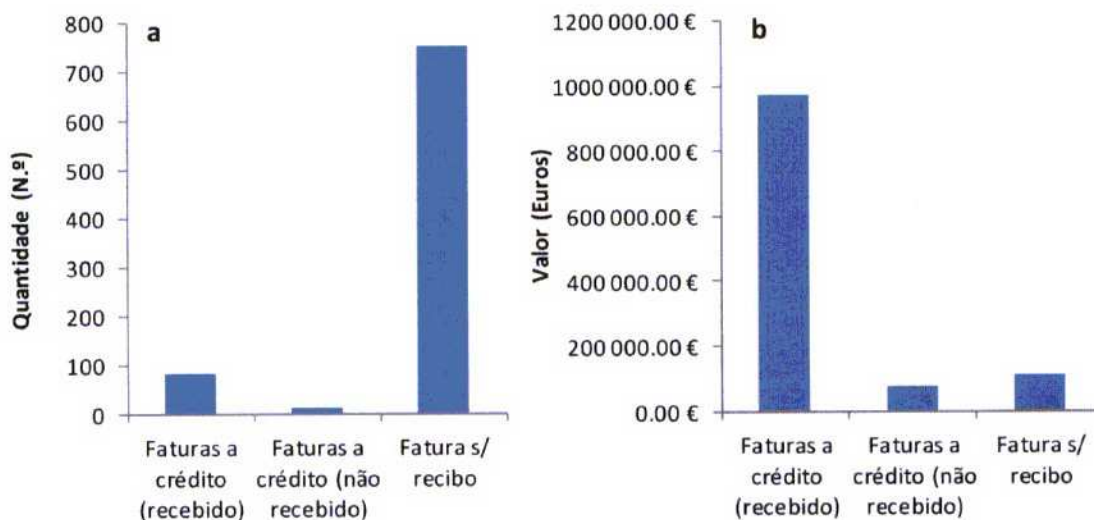 a
Quantidade (N.º)
800
700
600
500
400
300
200
100
0
Faturas a
crédito
(recebido)
Faturas a
crédito (não
recebido)
Fatura s/
recibo
b
Valor (Euros)
1200 000.00 €
1000 000.00 €
800 000.00 €
600 000.00 €
400 000.00 €
200 000.00 €
0.00 €
Faturas a
crédito
(recebido)
Faturas a
crédito (não
recebido)
Fatura s/
recibo